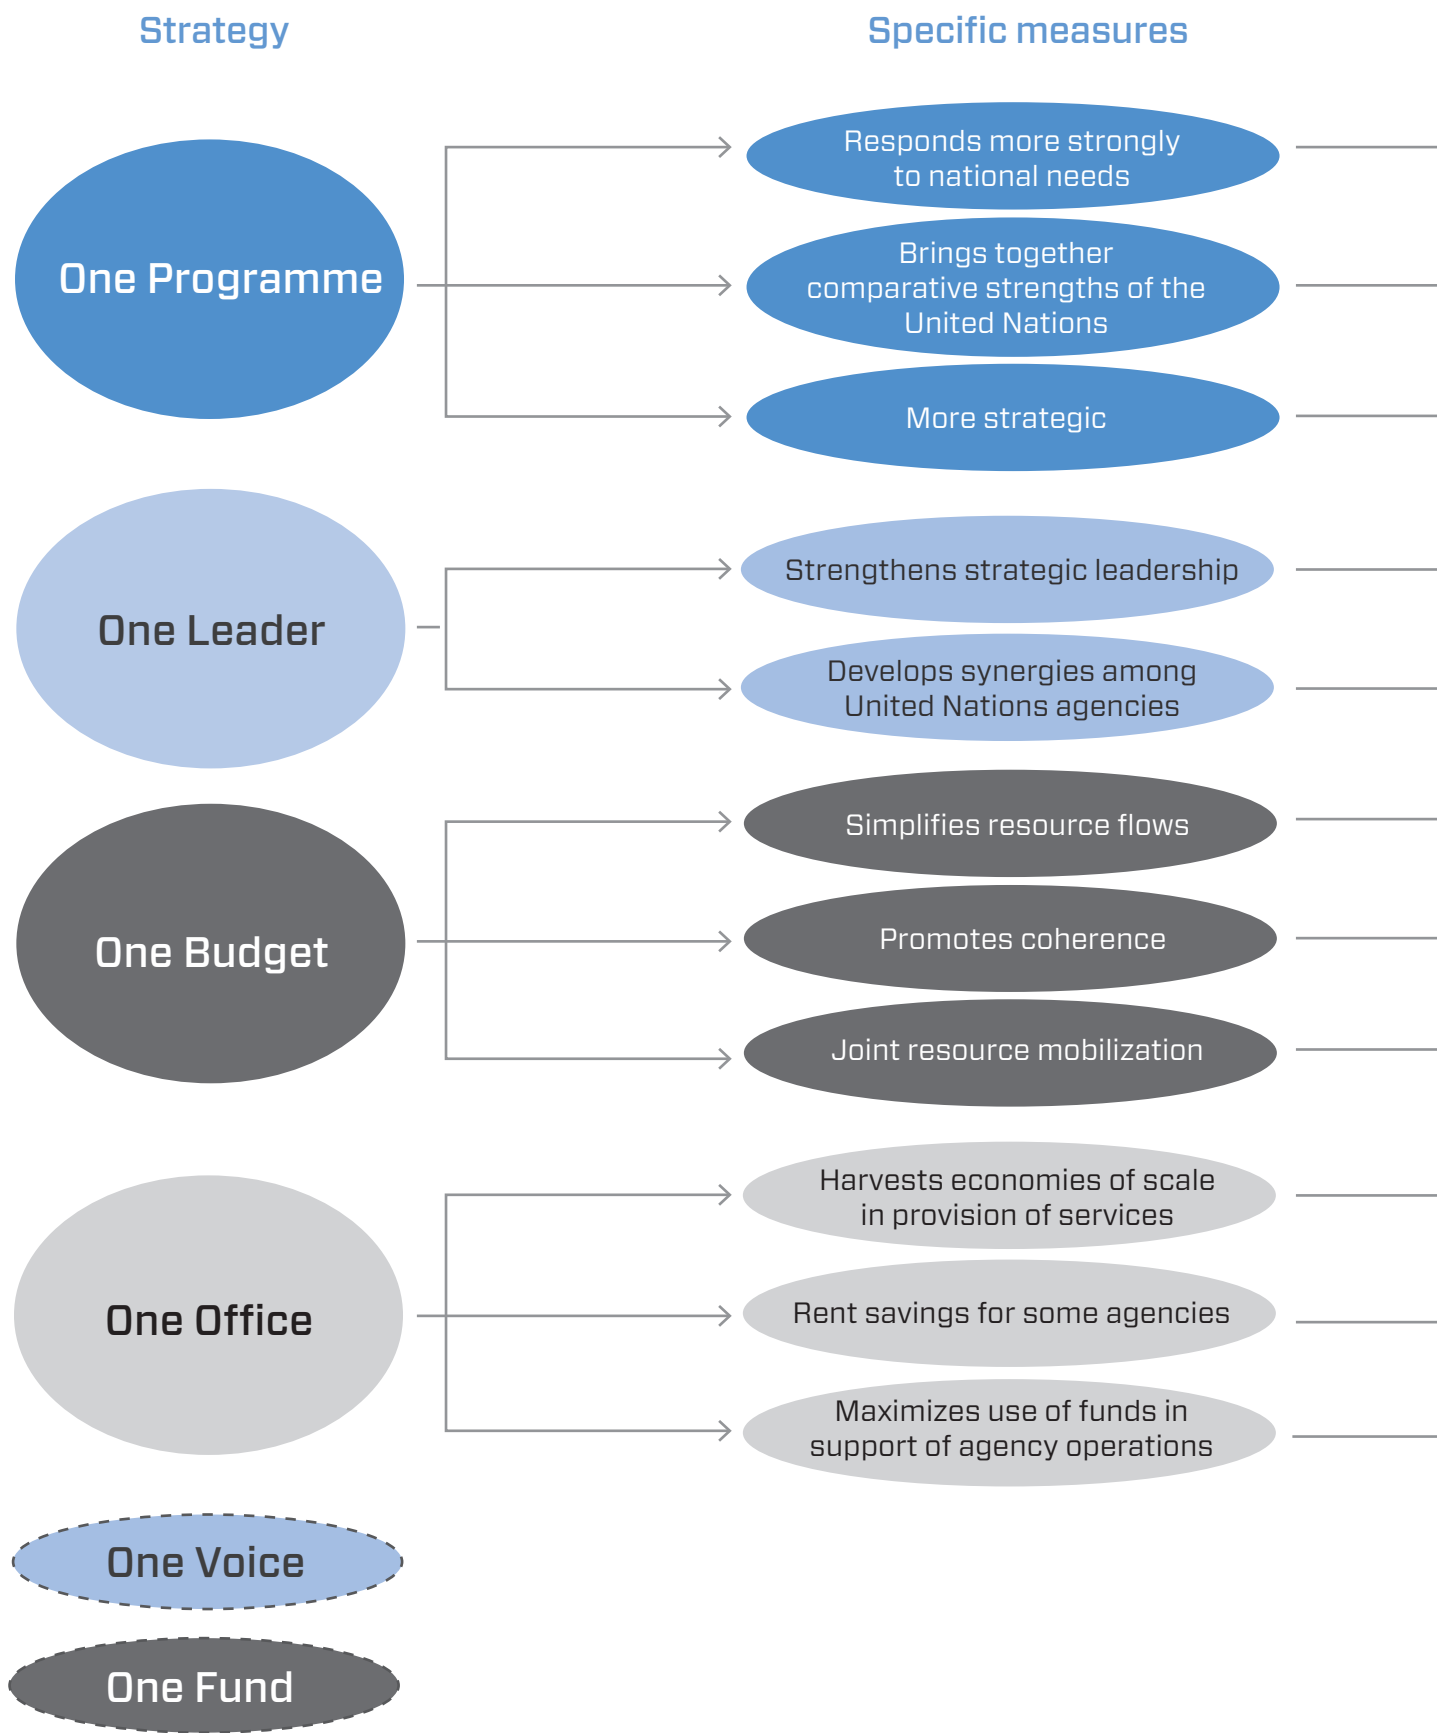 Strategy
Specific measures
One Programme
Responds more strongly
to national needs
Brings together
comparative strengths of the
United Nations
More strategic
One Leader
Strengthens strategic leadership
Develops synergies among
United Nations agencies
One Budget
Simplifies resource flows
Promotes coherence
Joint resource mobilization
One Office
Harvests economies of scale
in provision of services
Rent savings for some agencies
Maximizes use of funds in
support of agency operations
One Voice
One Fund